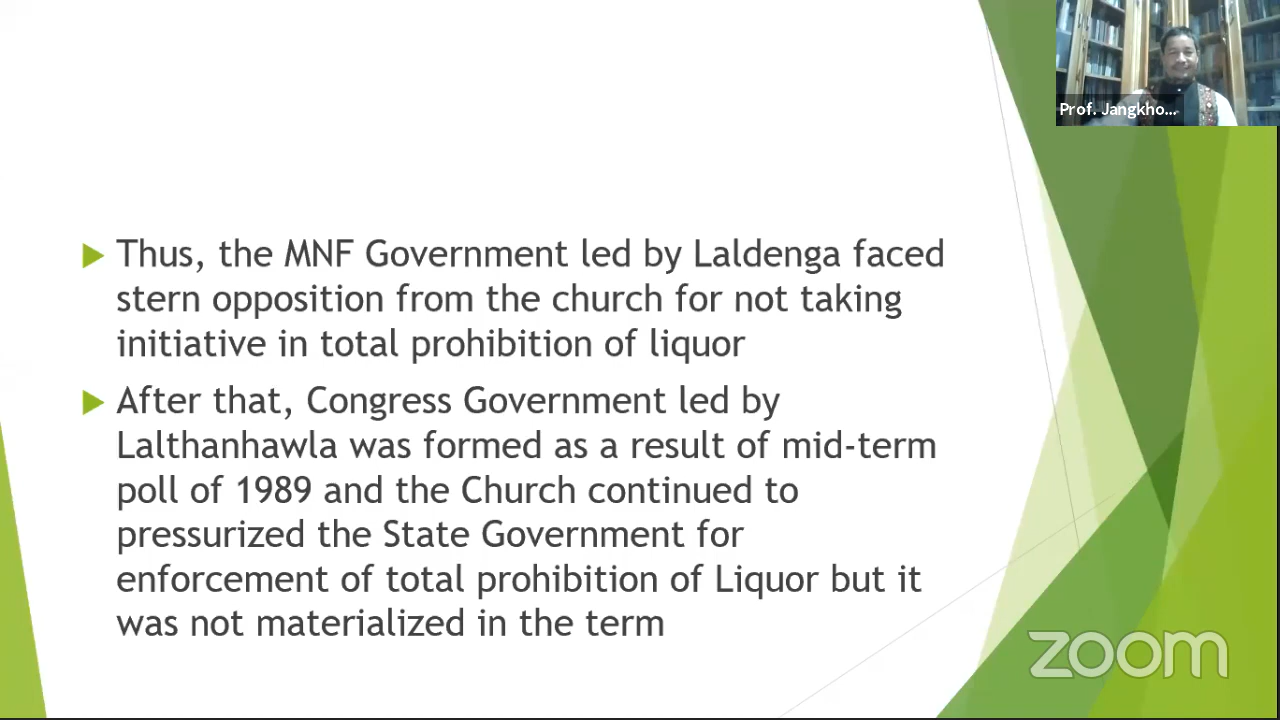 Prof. Jangkho...
Thus, the MNF Government led by Laldenga faced
stern opposition from the church for not taking
initiative in total prohibition of liquor
After that, Congress Government led by
Lalthanhawla was formed as a result of mid-term
poll of 1989 and the Church continued to
pressurized the State Government for
enforcement of total prohibition of Liquor but it
was not materialized in the term
zoom